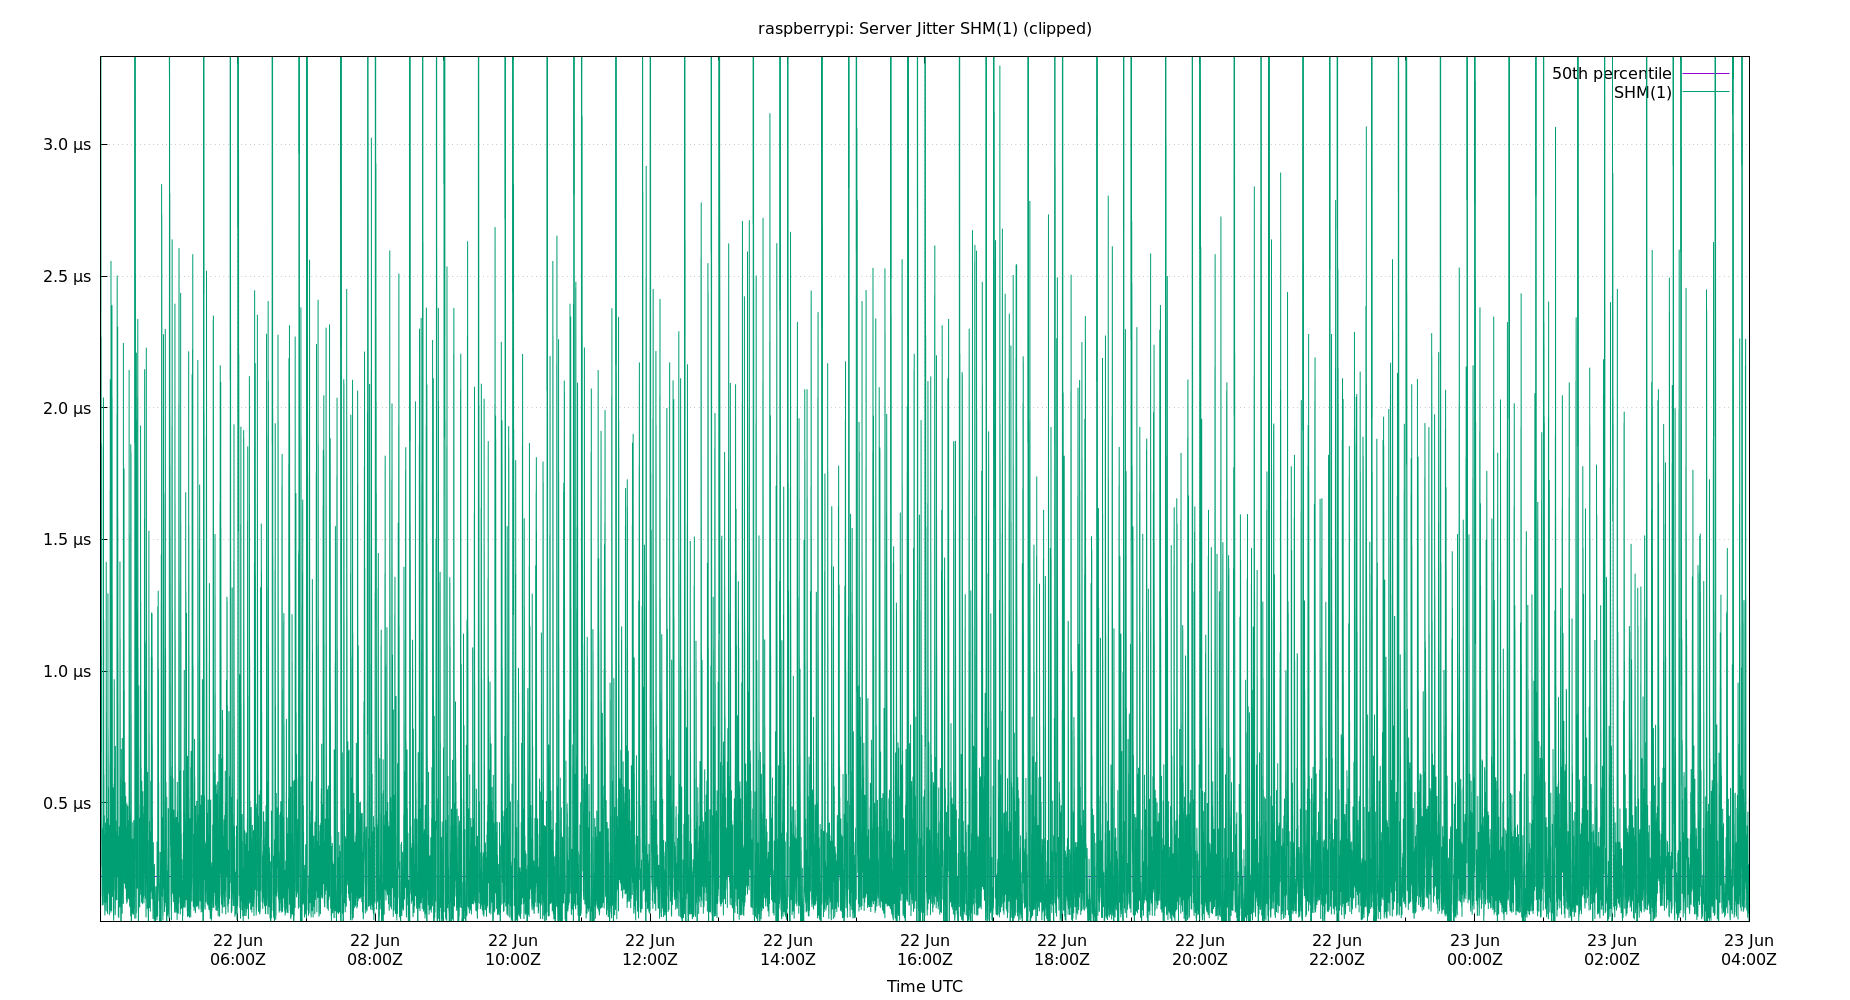 raspberrypi: Server Jitter SHM(1) (clipped)
50th percentile
SHM(1)
3.0 µs
2.5 µs
2.0 µs
1.5 µs
1.0 µs
0.5 µs
22 Jun 22 Jun 22 Jun 22 Jun 22 Jun 22 Jun 22 Jun 22 Jun 22 Jun 23 Jun 23 Jun 23 Jun
06:00Z 08:00Z 10:00Z 12:00Z 14:00Z 16:00Z 18:00Z 20:00Z 22:00Z 00:00Z 02:00Z 04:00Z
Time UTC